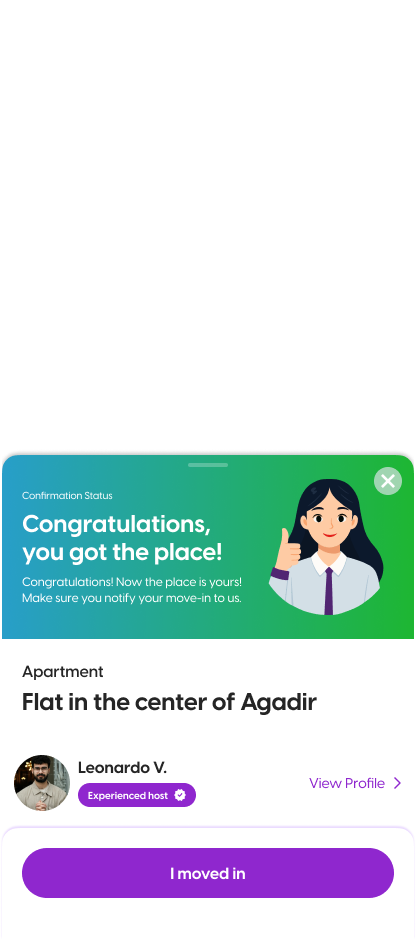 Confirmation Status
Congratulations,
you got the place!
Congratulations! Now the place is yours!
Make sure you notify your move-in to us.
Apartment
Flat in the center of Agadir
Leonardo V.
Experienced host
View Profile
I moved in